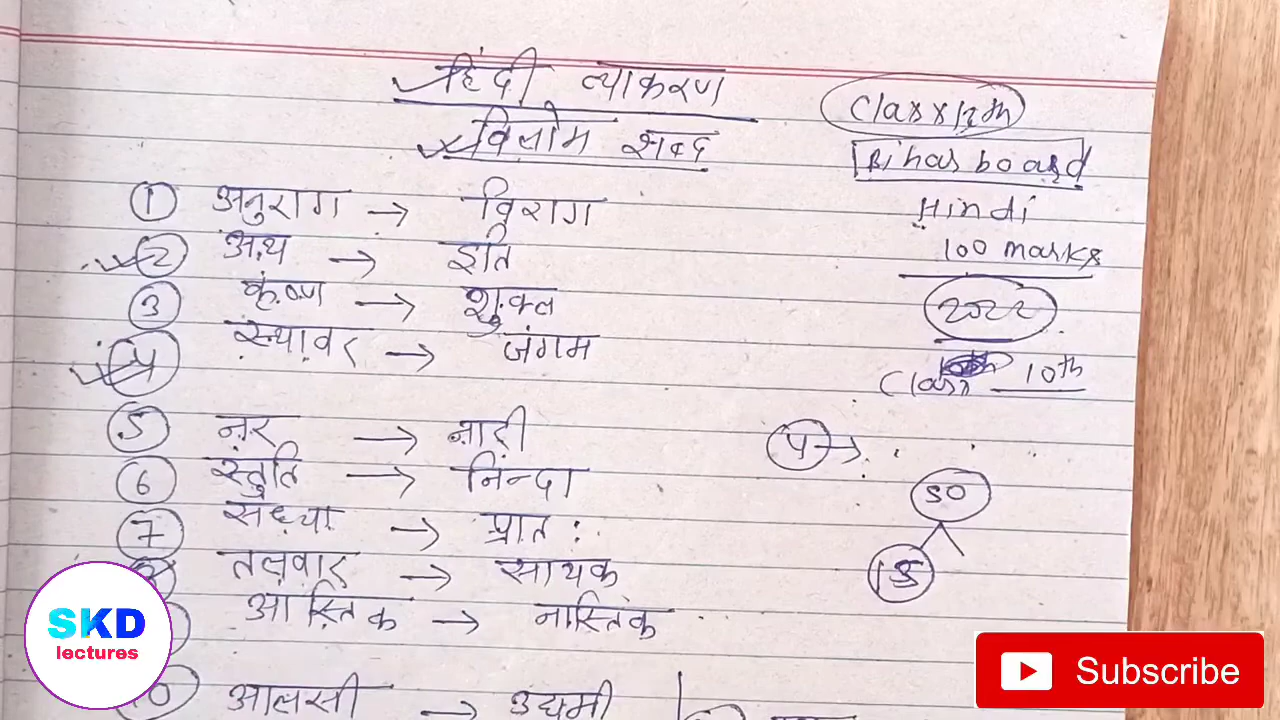 हिंदी व्याकरण
विलोम शब्द
Class 12th
Bihar board
Hindi
100 marks
2022
Class 10th
① अनुराग → विराग
② अथ → इति
③ कृष्ण → शुक्ल
④ स्थावर → जंगम
⑤ नर → नारी
⑥ स्तुति → निन्दा
⑦ संध्या → प्रात:
तलवार → सायक
आस्तिक → नास्तिक
आलसी → उद्यमी
50
SKD
lectures
Subscribe